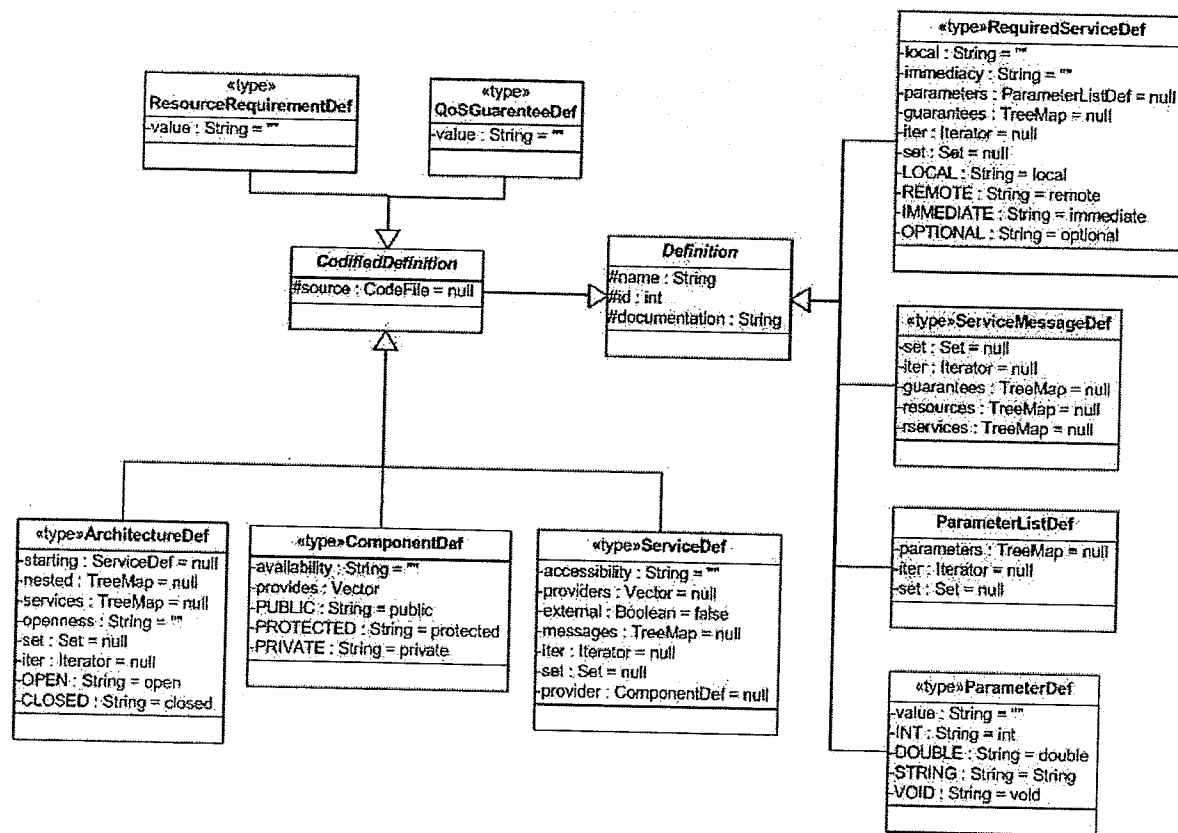 «type»
ResourceRequirementDef
-value : String = ""
«type»
QoSGuarenteeDef
-value : String = ""
CodifiedDefinition
#source : CodeFile = null
Definition
#name : String
#id : int
#documentation : String
«type»RequiredServiceDef
-local : String = ""
-immediacy : String = ""
-parameters : ParameterListDef = null
-guarantees : TreeMap = null
-iter : Iterator = null
-set : Set = null
-LOCAL : String = local
-REMOTE : String = remote
-IMMEDIATE : String = immediate
-OPTIONAL : String = optional
«type»ServiceMessageDef
-set : Set = null
-iter : Iterator = null
-guarantees : TreeMap = null
-resources : TreeMap = null
-rservices : TreeMap = null
ParameterListDef
-parameters : TreeMap = null
-iter : Iterator = null
-set : Set = null
«type»ParameterDef
-value : String = ""
-INT : String = int
-DOUBLE : String = double
-STRING : String = String
-VOID : String = void
«type»ArchitectureDef
-starting : ServiceDef = null
-nested : TreeMap = null
-services : TreeMap = null
-openness : String = ""
-set : Set = null
-iter : Iterator = null
-OPEN : String = open
-CLOSED : String = closed
«type»ComponentDef
-availability : String = ""
-provides : Vector
-PUBLIC : String = public
-PROTECTED : String = protected
-PRIVATE : String = private
«type»ServiceDef
-accessibility : String = ""
-providers : Vector = null
-external : Boolean = false
-messages : TreeMap = null
-iter : Iterator = null
-set : Set = null
-provider : ComponentDef = null